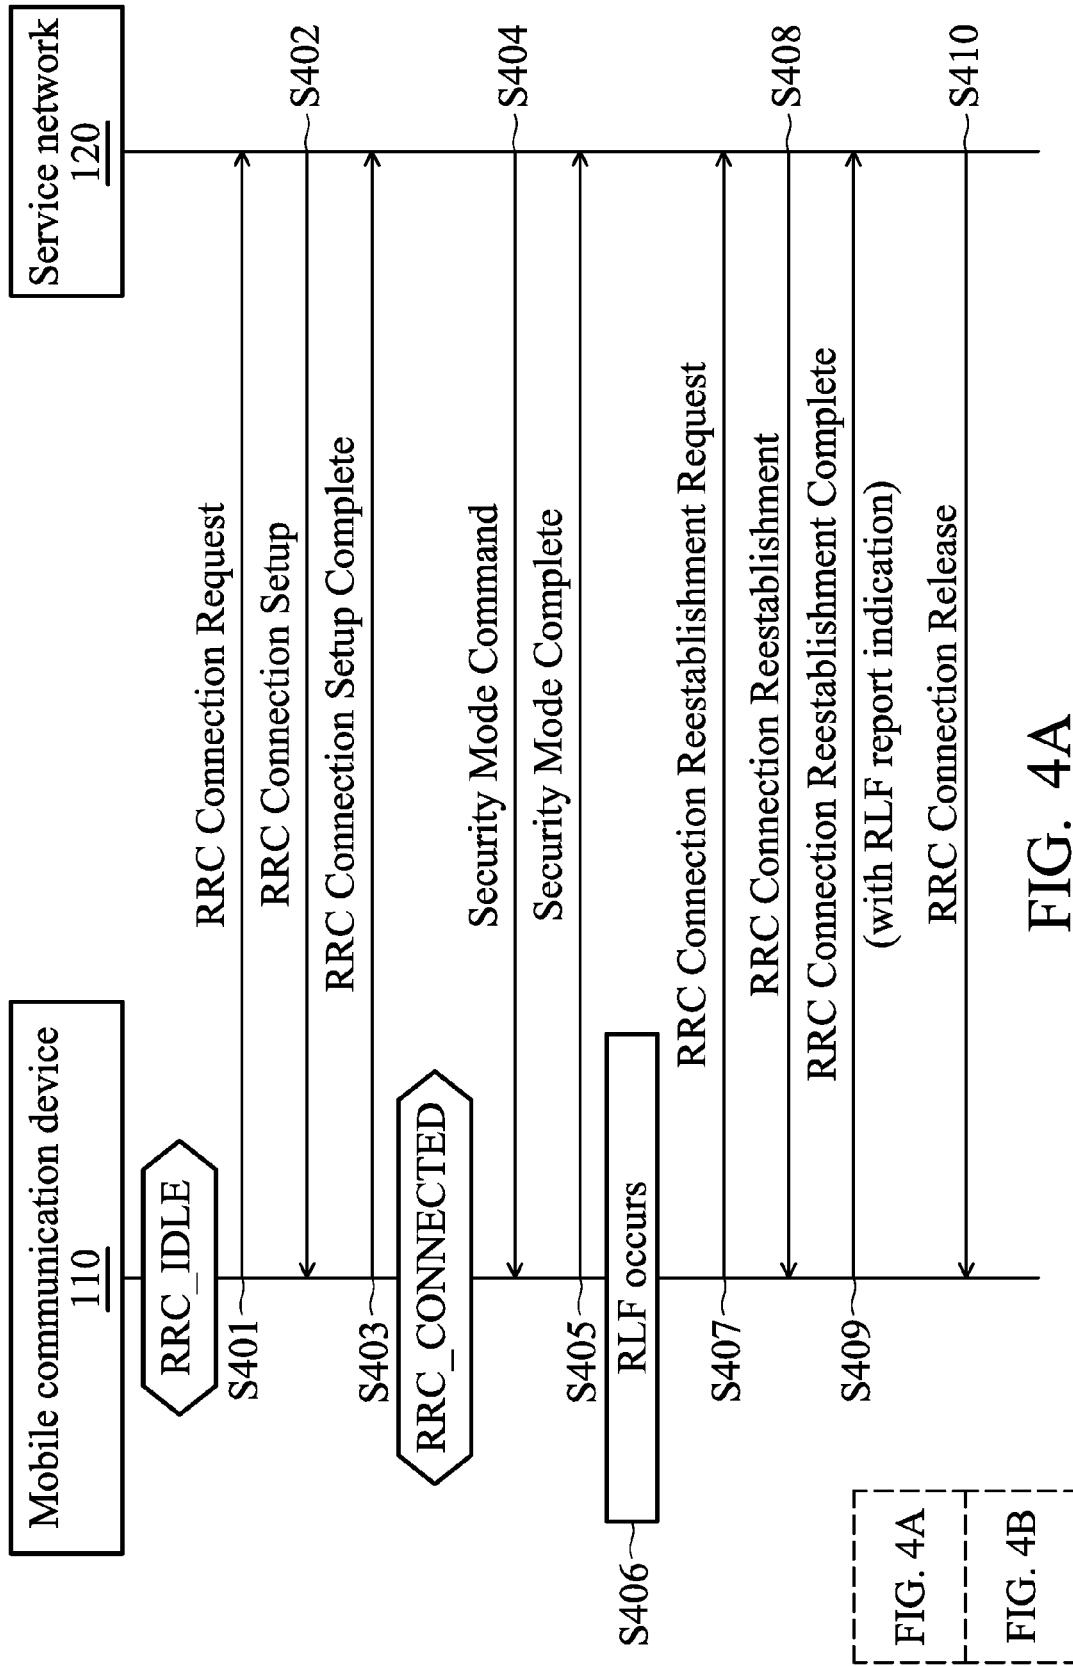 Mobile communication device
110
Service network
120
RRC_IDLE
RRC Connection Request
S401
RRC Connection Setup
S402
RRC Connection Setup Complete
S403
RRC_CONNECTED
Security Mode Command
S404
Security Mode Complete
S405
RLF occurs
S406
RRC Connection Reestablishment Request
S407
RRC Connection Reestablishment
S408
RRC Connection Reestablishment Complete
(with RLF report indication)
S409
RRC Connection Release
S410
FIG. 4A
FIG. 4B
FIG. 4A